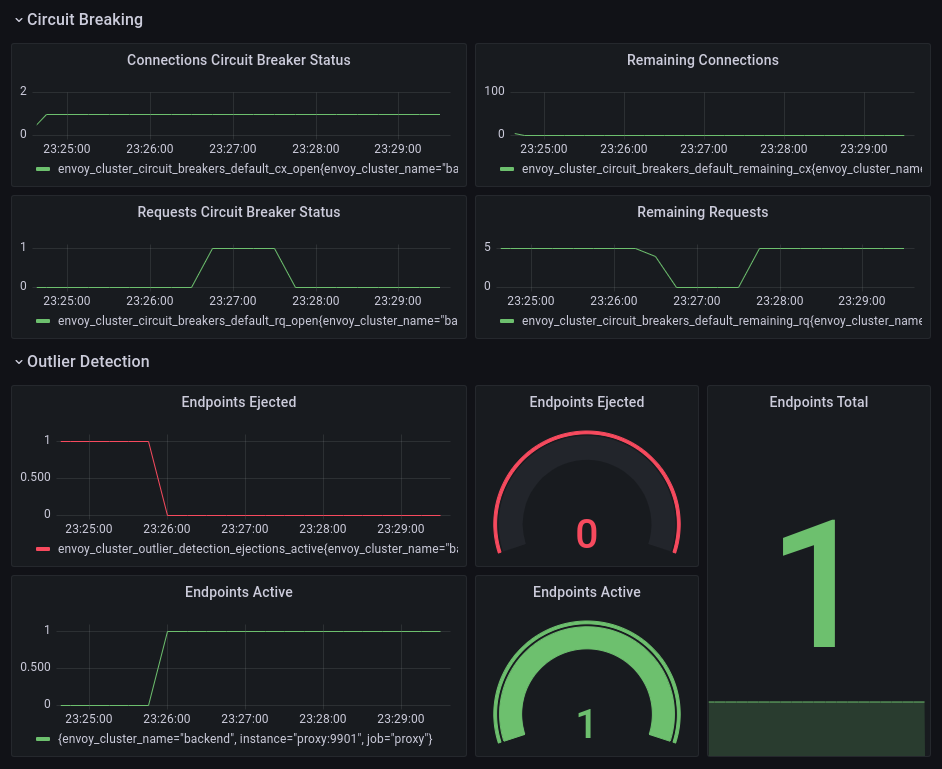 Circuit Breaking
Connections Circuit Breaker Status
2
0
23:25:00 23:26:00 23:27:00 23:28:00 23:29:00
envoy_cluster_circuit_breakers_default_cx_open{envoy_cluster_name="ba
Remaining Connections
100
0
23:25:00 23:26:00 23:27:00 23:28:00 23:29:00
envoy_cluster_circuit_breakers_default_remaining_cx{envoy_cluster_name
Requests Circuit Breaker Status
1
0
23:25:00 23:26:00 23:27:00 23:28:00 23:29:00
envoy_cluster_circuit_breakers_default_rq_open{envoy_cluster_name="ba
Remaining Requests
5
0
23:25:00 23:26:00 23:27:00 23:28:00 23:29:00
envoy_cluster_circuit_breakers_default_remaining_rq{envoy_cluster_name
Outlier Detection
Endpoints Ejected
1
0.500
0
23:25:00 23:26:00 23:27:00 23:28:00 23:29:00
envoy_cluster_outlier_detection_ejections_active{envoy_cluster_name="ba
Endpoints Ejected
0
Endpoints Total
1
Endpoints Active
1
0.500
0
23:25:00 23:26:00 23:27:00 23:28:00 23:29:00
{envoy_cluster_name="backend", instance="proxy:9901", job="proxy"}
Endpoints Active
1